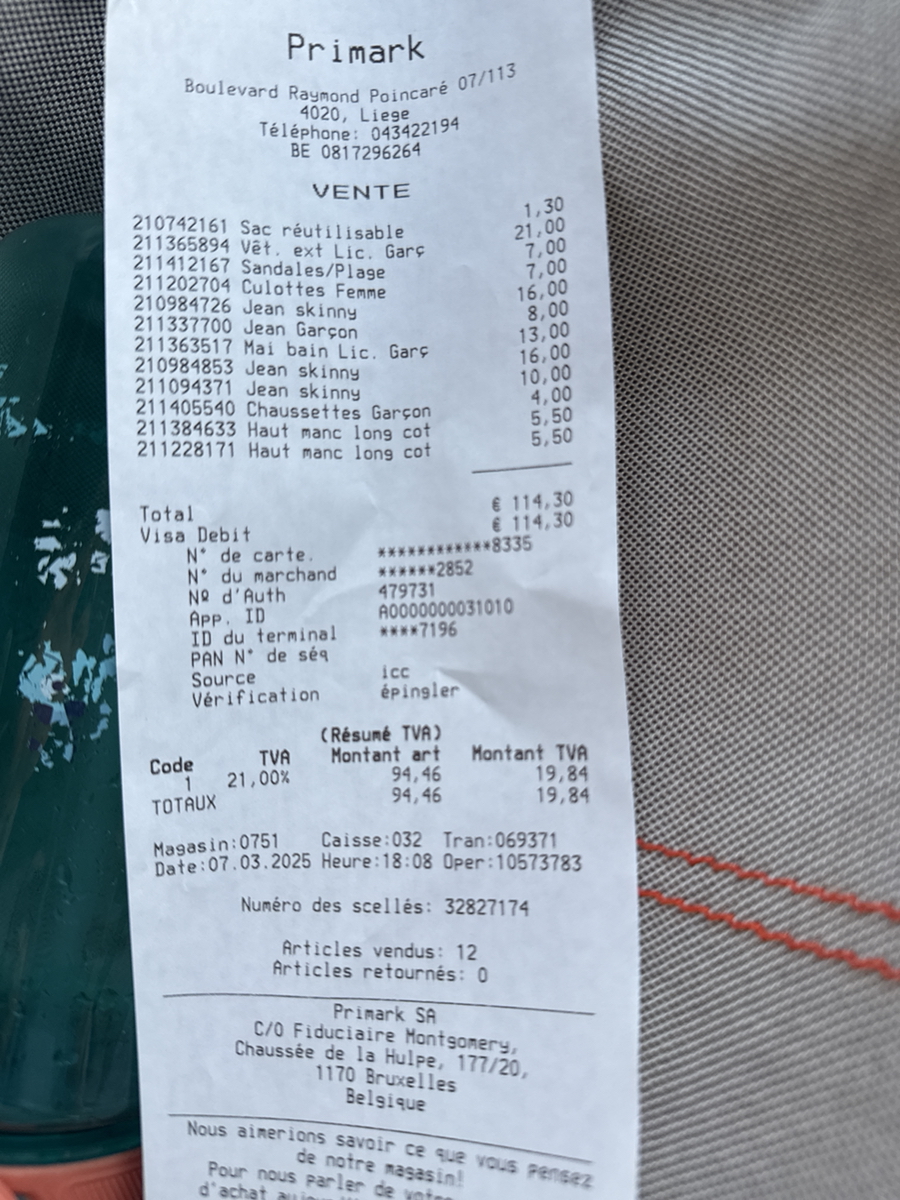 Primark
Boulevard Raymond Poincaré 07/113
4020, Liege
Téléphone: 043422194
BE 0817296264
VENTE
210742161 Sac réutilisable 1,30
211365894 Vêt. ext Lic. Garç 21,00
211412167 Sandales/Plage 7,00
211202704 Culottes Femme 7,00
210984726 Jean skinny 16,00
211337700 Jean Garçon 8,00
211363517 Mai bain Lic. Garç 13,00
210984853 Jean skinny 16,00
211094371 Jean skinny 10,00
211405540 Chaussettes Garçon 4,00
211384633 Haut manc long cot 5,50
211228171 Haut manc long cot 5,50
Total € 114,30
Visa Debit € 114,30
N° de carte. ************8335
N° du marchand ******2852
Nº d'Auth 479731
App. ID A0000000031010
ID du terminal ****7196
PAN N° de séq
Source icc
Vérification épingler
(Résumé TVA)
Code TVA Montant art Montant TVA
1 21,00% 94,46 19,84
TOTAUX 94,46 19,84
Magasin:0751 Caisse:032 Tran:069371
Date:07.03.2025 Heure:18:08 Oper:10573783
Numéro des scellés: 32827174
Articles vendus: 12
Articles retournés: 0
Primark SA
C/O Fiduciaire Montgomery,
Chaussée de la Hulpe, 177/20,
1170 Bruxelles
Belgique
Nous aimerions savoir ce que vous pensez
de notre magasin!
Pour nous parler de votre
d'achat